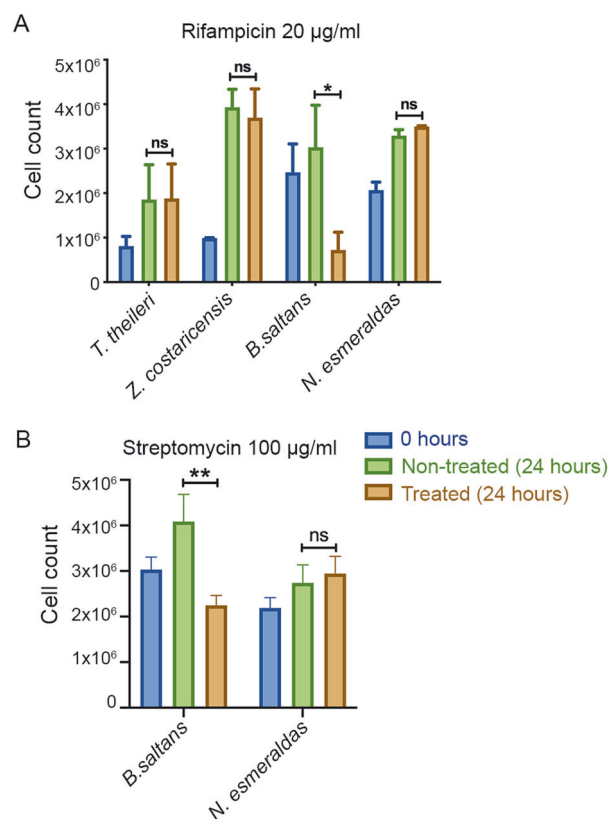 A
Rifampicin 20 µg/ml
Cell count
5x10⁶
4x10⁶
3x10⁶
2x10⁶
1x10⁶
0
ns
ns
*
ns
T. theileri
Z. costaricensis
B.saltans
N. esmeraldas
B
Streptomycin 100 µg/ml
Cell count
5x10⁶
4x10⁶
3x10⁶
2x10⁶
1x10⁶
0
**
ns
B.saltans
N. esmeraldas
0 hours
Non-treated (24 hours)
Treated (24 hours)